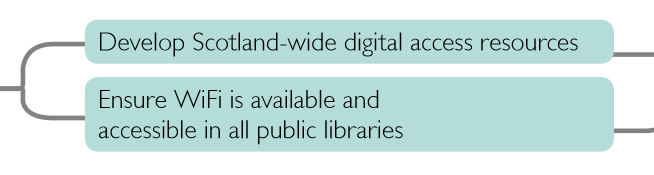 Develop Scotland-wide digital access resources
Ensure WiFi is available and
accessible in all public libraries